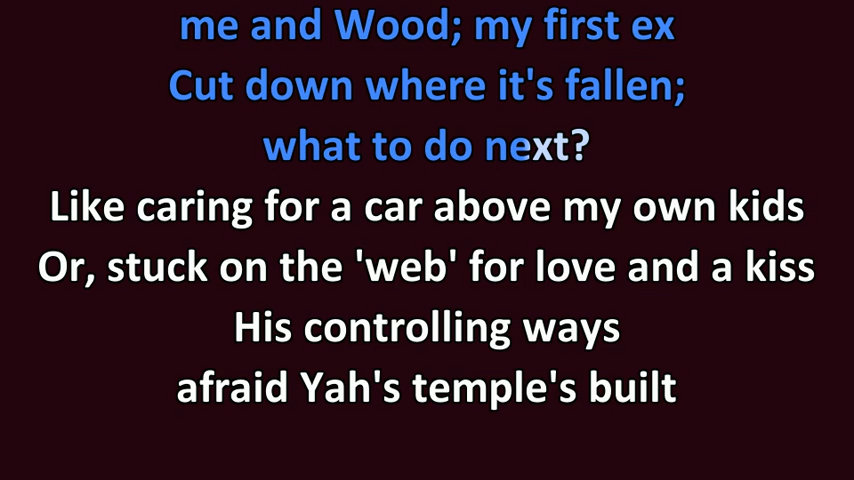 me and Wood; my first ex
Cut down where it's fallen;
what to do next?
Like caring for a car above my own kids
Or, stuck on the 'web' for love and a kiss
His controlling ways
afraid Yah's temple's built